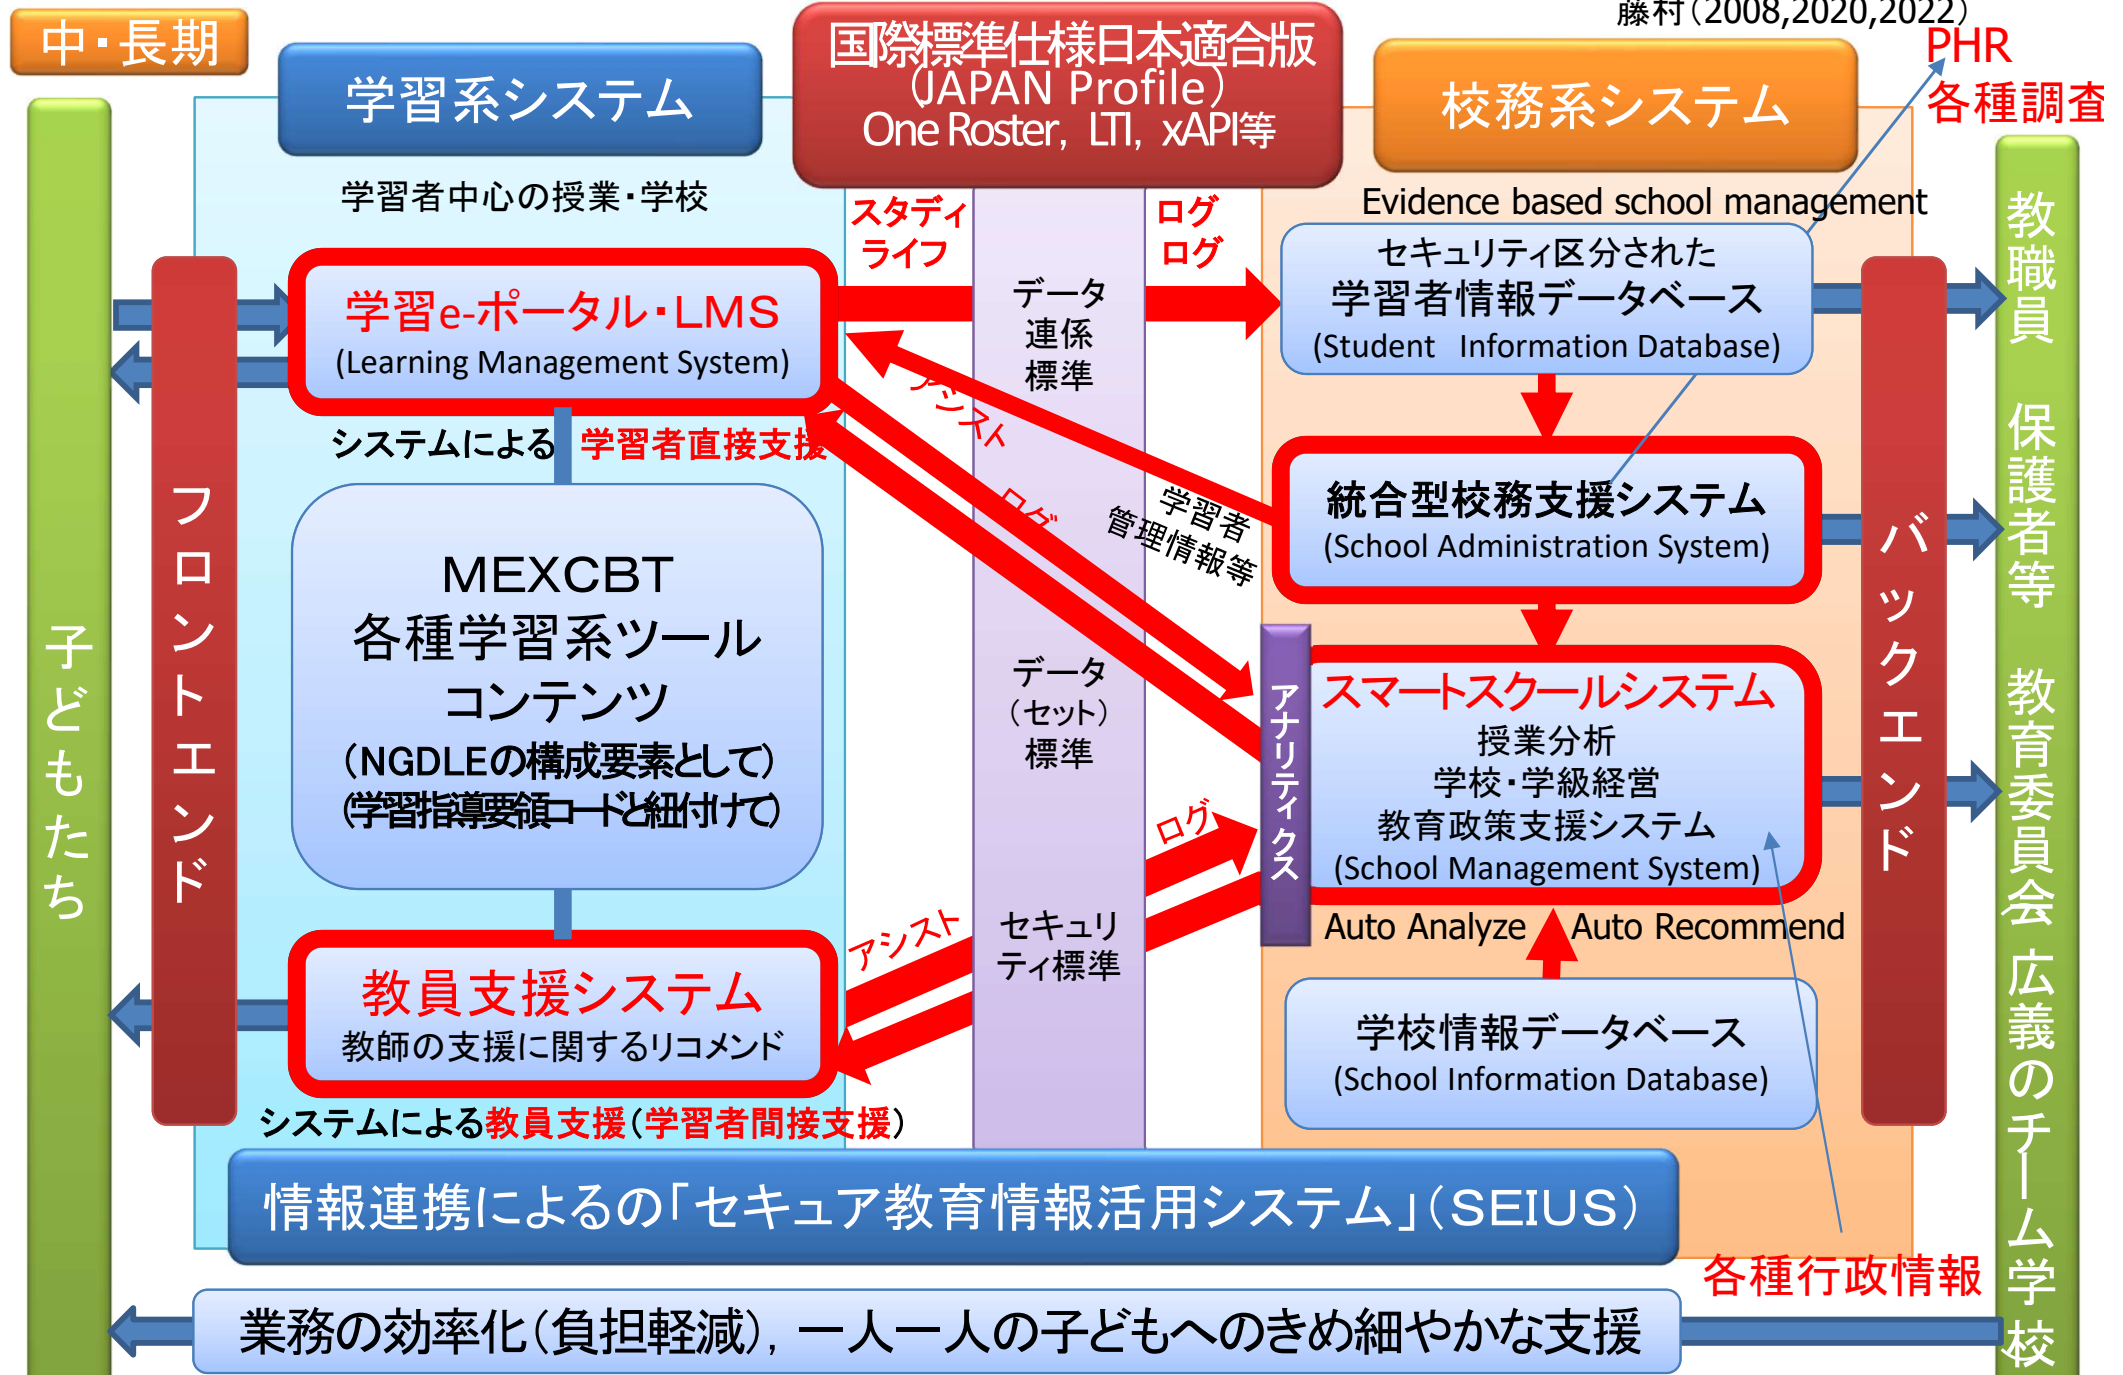 藤村(2008,2020,2022)
中・長期
学習系システム
国際標準仕様日本適合版
(JAPAN Profile)
One Roster, LTI, xAPI等
校務系システム
PHR
各種調査
学習者中心の授業・学校
スタディ
ライフ
ログ
ログ
Evidence based school management
学習e-ポータル・LMS
(Learning Management System)
データ
連係
標準
セキュリティ区分された
学習者情報データベース
(Student Information Database)
システムによる 学習者直接支援
アシスト
ログ
学習者
管理情報等
統合型校務支援システム
(School Administration System)
MEXCBT
各種学習系ツール
コンテンツ
(NGDLEの構成要素として)
(学習指導要領コードと紐付けて)
データ
(セット)
標準
アナリティクス
スマートスクールシステム
授業分析
学校・学級経営
教育政策支援システム
(School Management System)
ログ
アシスト
セキュリ
ティ標準
Auto Analyze Auto Recommend
教員支援システム
教師の支援に関するリコメンド
学校情報データベース
(School Information Database)
システムによる教員支援(学習者間接支援)
子どもたち
フロントエンド
バックエンド
教職員 保護者等 教育委員会 広義のチーム学校
情報連携によるの「セキュア教育情報活用システム」(SEIUS)
各種行政情報
業務の効率化(負担軽減), 一人一人の子どもへのきめ細やかな支援